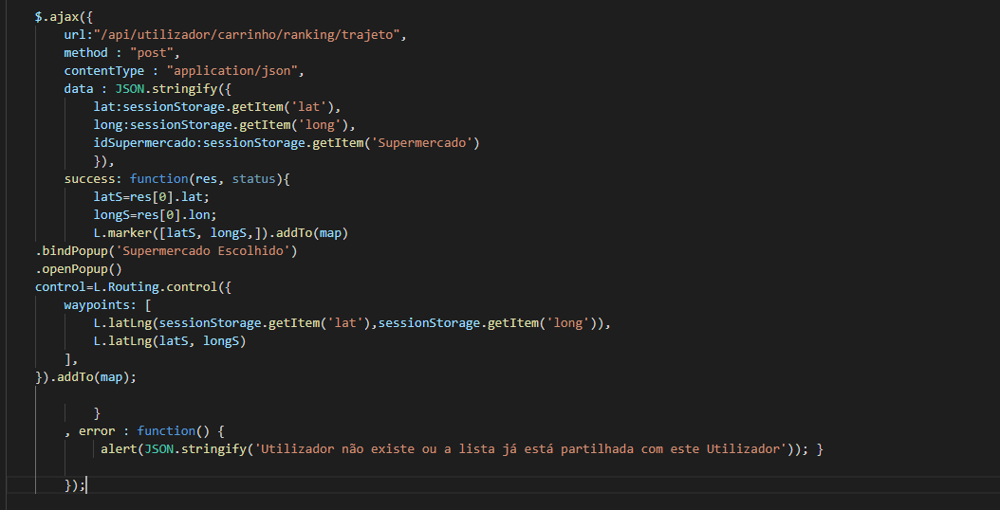 $.ajax({
url:"/api/utilizador/carrinho/ranking/trajeto",
method : "post",
contentType : "application/json",
data : JSON.stringify({
lat:sessionStorage.getItem('lat'),
long:sessionStorage.getItem('long'),
idSupermercado:sessionStorage.getItem('Supermercado')
}),
success: function(res, status){
latS=res[0].lat;
longS=res[0].lon;
L.marker([latS, longS,]).addTo(map)
.bindPopup('Supermercado Escolhido')
.openPopup()
control=L.Routing.control({
waypoints: [
L.latLng(sessionStorage.getItem('lat'),sessionStorage.getItem('long')),
L.latLng(latS, longS)
],
}).addTo(map);
}
, error : function() {
alert(JSON.stringify('Utilizador não existe ou a lista já está partilhada com este Utilizador')); }
});